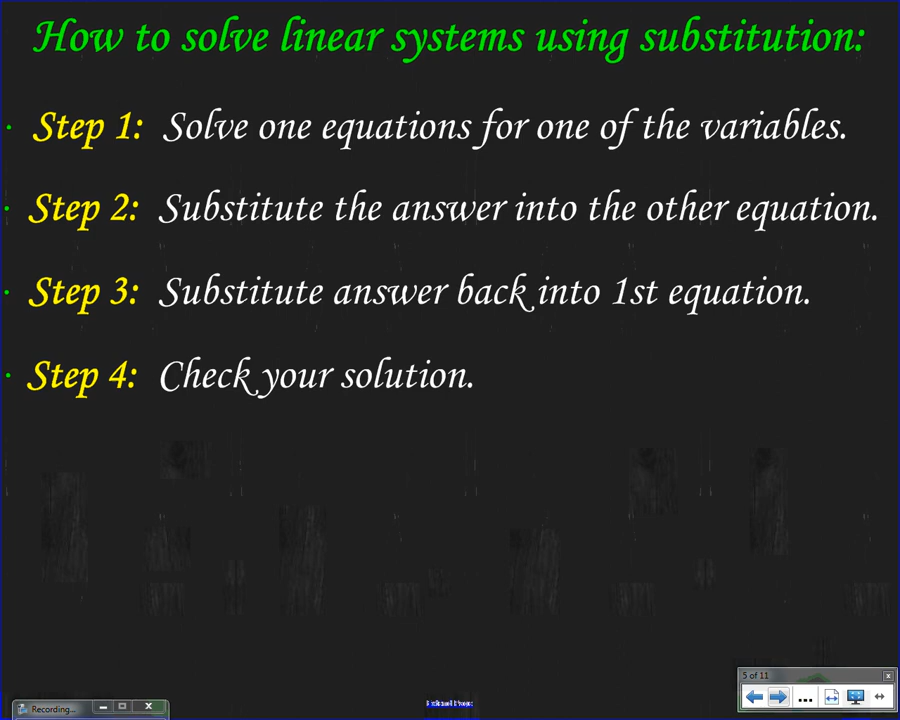 How to solve linear systems using substitution:
· Step 1: Solve one equations for one of the variables.
· Step 2: Substitute the answer into the other equation.
· Step 3: Substitute answer back into 1st equation.
· Step 4: Check your solution.
5 of 11
Recording...